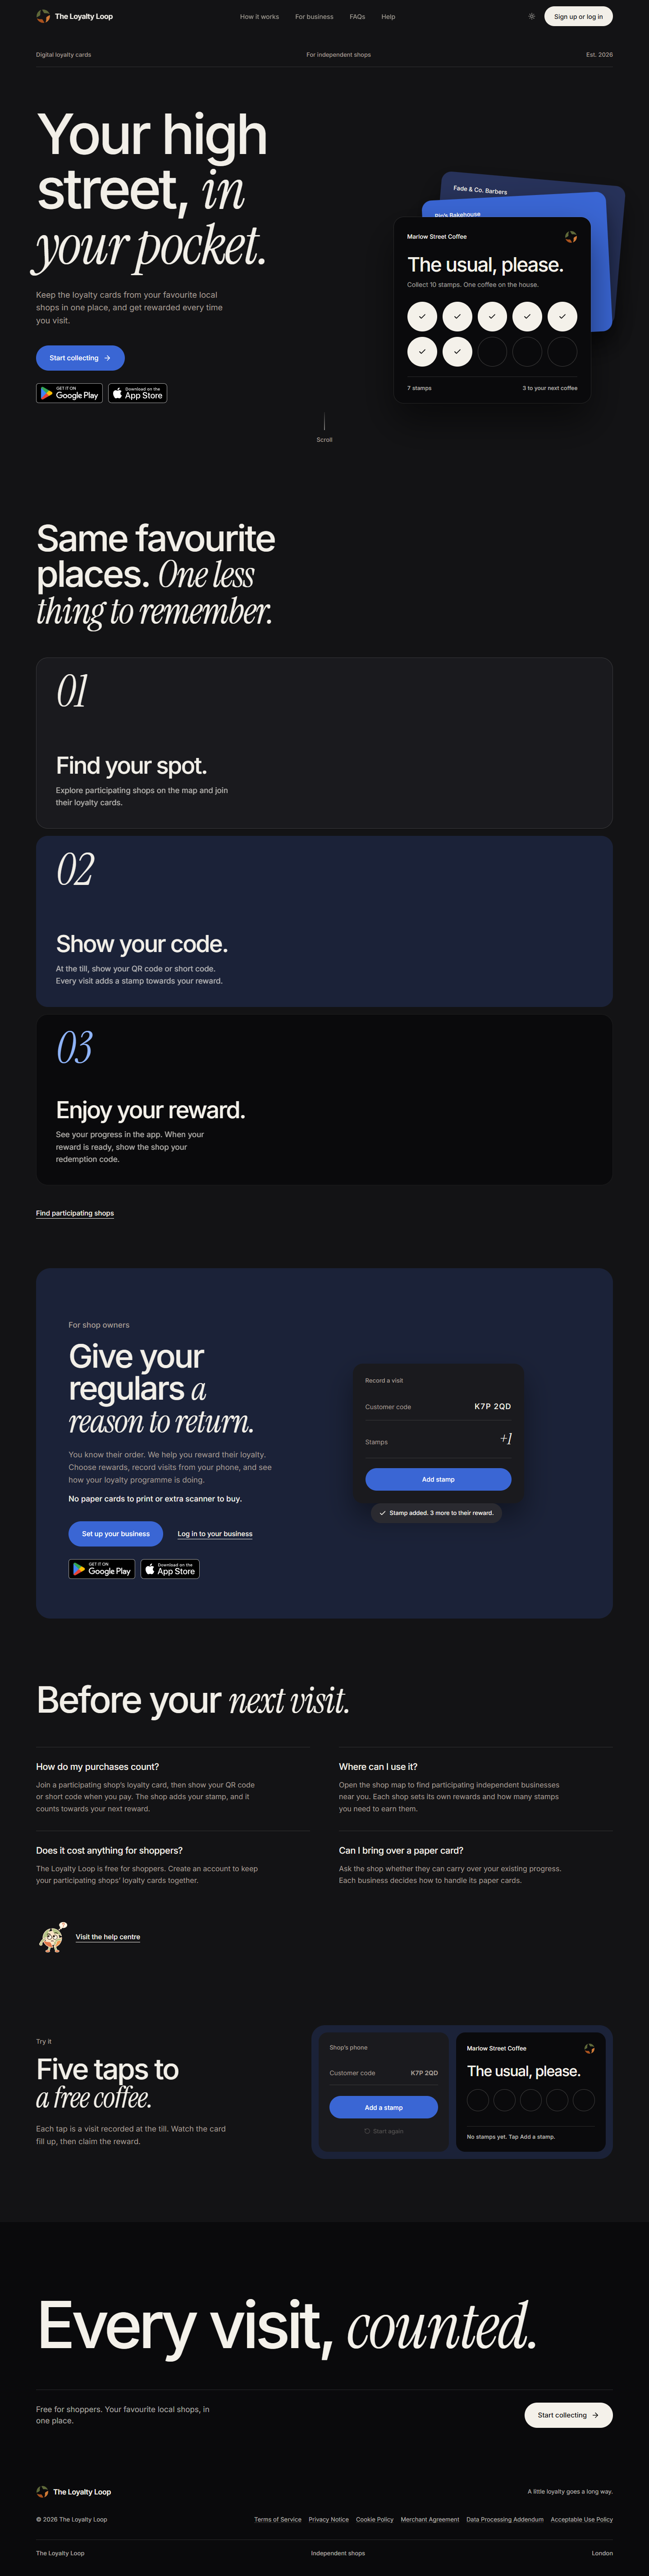 The Loyalty Loop
How it works
For business
FAQs
Help
Sign up or log in
Digital loyalty cards
For independent shops
Est. 2026
Your high
street, in
your pocket.
Keep the loyalty cards from your favourite local
shops in one place, and get rewarded every time
you visit.
Start collecting
GET IT ON
Google Play
Download on the
App Store
Fade & Co. Barbers
Marlow Street Coffee
The usual, please.
Collect 10 stamps. One coffee on the house.
7 stamps
3 to your next coffee
Scroll
Same favourite
places. One less
thing to remember.
01
Find your spot.
Explore participating shops on the map and join
their loyalty cards.
02
Show your code.
At the till, show your QR code or short code.
Every visit adds a stamp towards your reward.
03
Enjoy your reward.
See your progress in the app. When your
reward is ready, show the shop your
redemption code.
Find participating shops
For shop owners
Give your
regulars a
reason to return.
You know their order. We help you reward their loyalty.
Choose rewards, record visits from your phone, and see
how your loyalty programme is doing.
No paper cards to print or extra scanner to buy.
Set up your business
Log in to your business
GET IT ON
Google Play
Download on the
App Store
Record a visit
Customer code
K7P 2QD
Stamps
+1
Add stamp
Stamp added. 3 more to their reward.
Before your next visit.
How do my purchases count?
Join a participating shop's loyalty card, then show your QR code
or short code when you pay. The shop adds your stamp, and it
counts towards your next reward.
Where can I use it?
Open the shop map to find participating independent businesses
near you. Each shop sets its own rewards and how many stamps
you need to earn them.
Does it cost anything for shoppers?
The Loyalty Loop is free for shoppers. Create an account to keep
your participating shops' loyalty cards together.
Can I bring over a paper card?
Ask the shop whether they can carry over your existing progress.
Each business decides how to handle its paper cards.
Visit the help centre
Try it
Five taps to
a free coffee.
Each tap is a visit recorded at the till. Watch the card
fill up, then claim the reward.
Shop's phone
Customer code
K7P 2QD
Add a stamp
Start again
Marlow Street Coffee
The usual, please.
No stamps yet. Tap Add a stamp.
Every visit, counted.
Free for shoppers. Your favourite local shops, in
one place.
Start collecting
The Loyalty Loop
A little loyalty goes a long way.
© 2026 The Loyalty Loop
Terms of Service
Privacy Notice
Cookie Policy
Merchant Agreement
Data Processing Addendum
Acceptable Use Policy
The Loyalty Loop
Independent shops
London